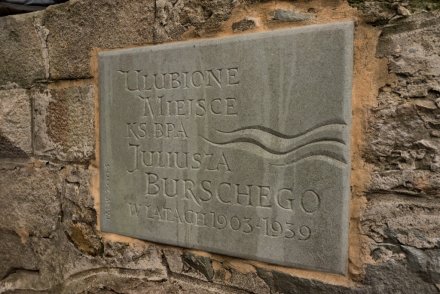 ULUBIONE
MIEJSCE
KS. BPA
JULIUSZA
BURSCHEGO
W LATACH 1903-1939